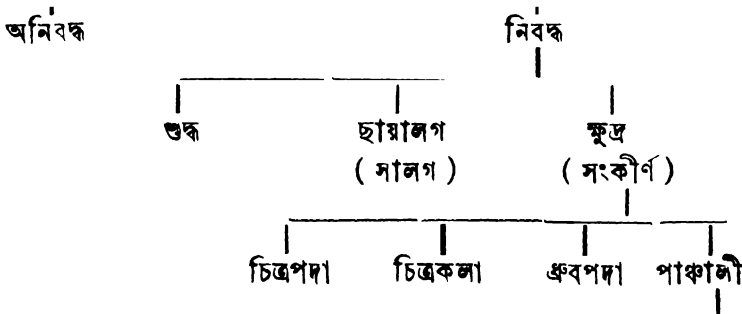 অনিবদ্ধ নিবদ্ধ
শুদ্ধ ছায়ালগ ক্ষুদ্র
( সালগ ) ( সংকীর্ণ )
চিত্রপদা চিত্রকলা ধ্রুবপদা পাঞ্চালী